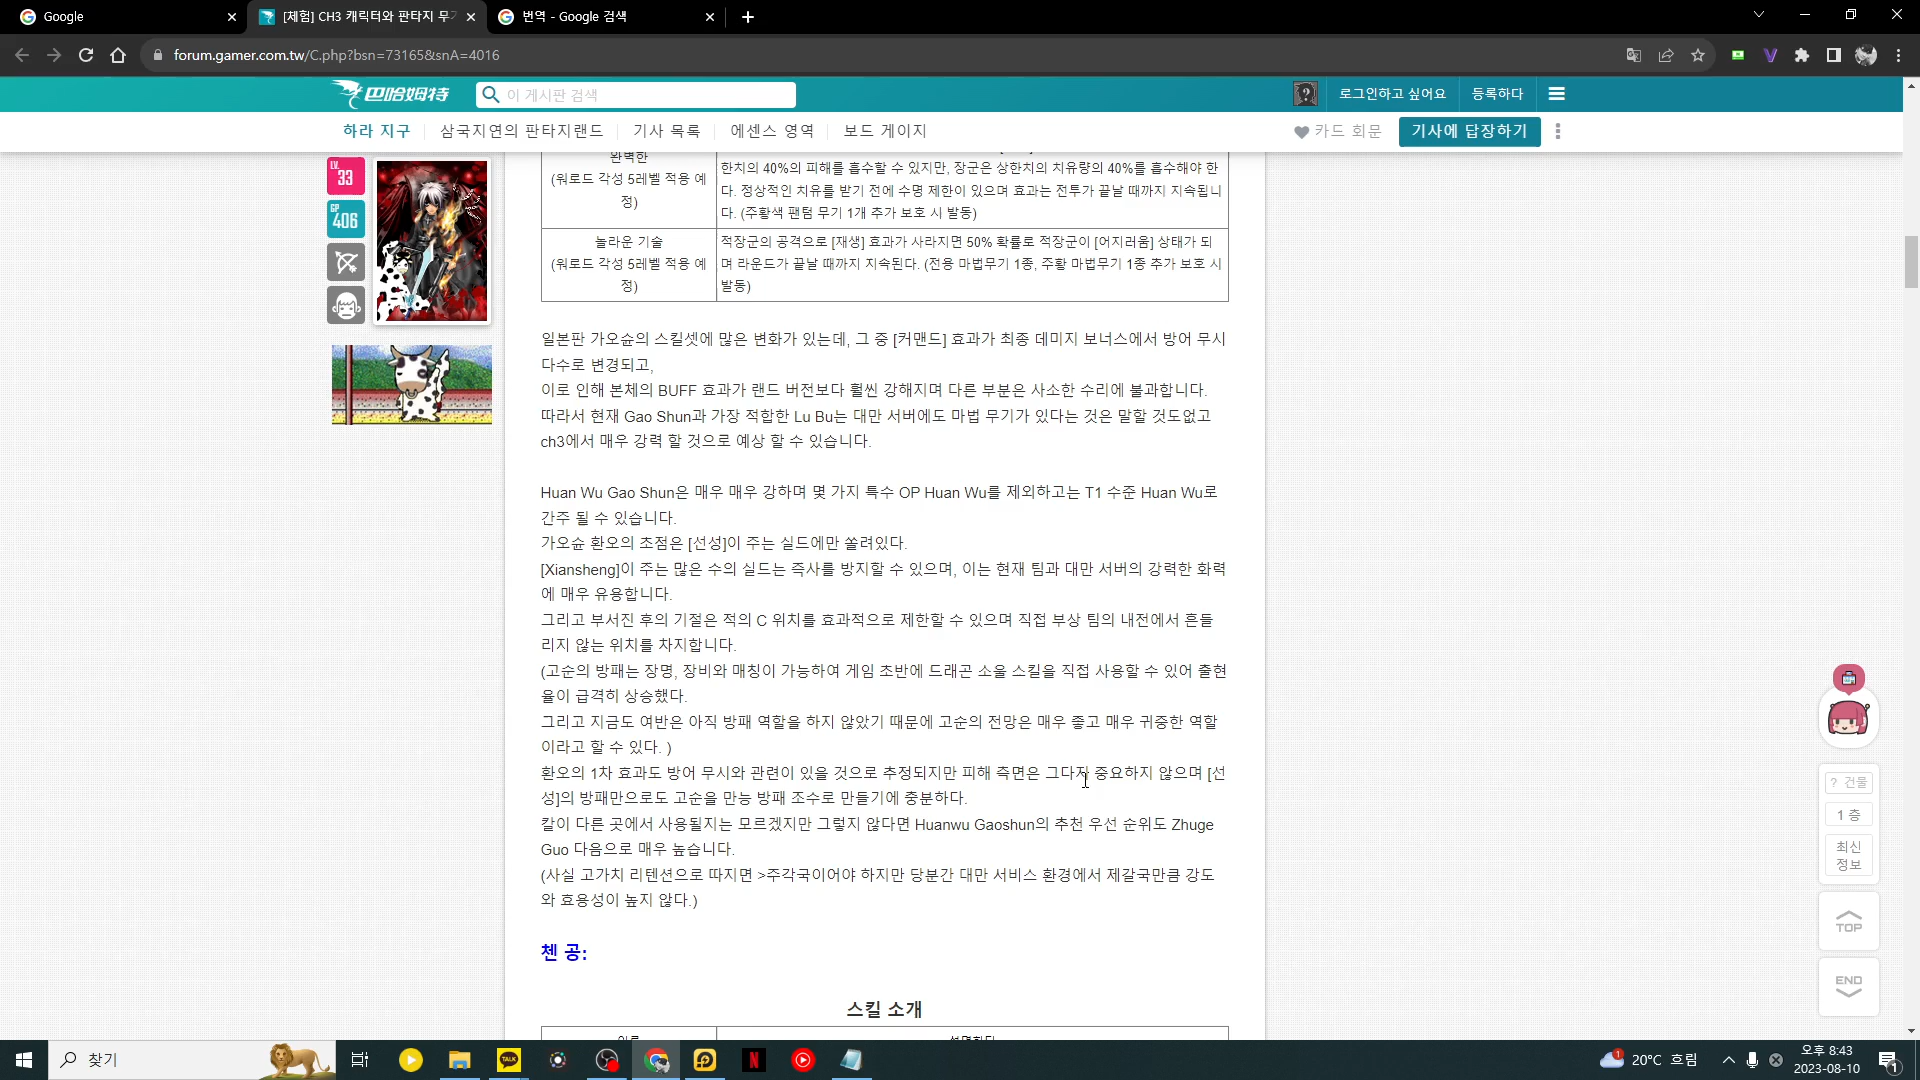 Google
[체험] CH3 캐릭터와 판타지 무기
번역 - Google 검색
forum.gamer.com.tw/C.php?bsn=73165&snA=4016
巴哈姆特
이 게시판 검색
로그인하고 싶어요
등록하다
하라 지구
삼국지연의 판타지랜드
기사 목록
에센스 영역
보드 게이지
카드 회문
기사에 답장하기
LV.
33
GP
406
완벽한
(워로드 각성 5레벨 적용 예
정)
한치의 40%의 피해를 흡수할 수 있지만, 장군은 상한치의 치유량의 40%를 흡수해야 한
다. 정상적인 치유를 받기 전에 수명 제한이 있으며 효과는 전투가 끝날 때까지 지속됩니
다. (주황색 팬텀 무기 1개 추가 보호 시 발동)
놀라운 기술
(워로드 각성 5레벨 적용 예
정)
적장군의 공격으로 [재생] 효과가 사라지면 50% 확률로 적장군이 [어지러움] 상태가 되
며 라운드가 끝날 때까지 지속된다. (전용 마법무기 1종, 주황 마법무기 1종 추가 보호 시
발동)
일본판 가오슌의 스킬셋에 많은 변화가 있는데, 그 중 [커맨드] 효과가 최종 데미지 보너스에서 방어 무시
다수로 변경되고,
이로 인해 본체의 BUFF 효과가 랜드 버전보다 훨씬 강해지며 다른 부분은 사소한 수리에 불과합니다.
따라서 현재 Gao Shun과 가장 적합한 Lu Bu는 대만 서버에도 마법 무기가 있다는 것은 말할 것도없고
ch3에서 매우 강력 할 것으로 예상 할 수 있습니다.
Huan Wu Gao Shun은 매우 매우 강하며 몇 가지 특수 OP Huan Wu를 제외하고는 T1 수준 Huan Wu로
간주 될 수 있습니다.
가오슌 환오의 초점은 [선성]이 주는 실드에만 쏠려있다.
[Xiansheng]이 주는 많은 수의 실드는 즉사를 방지할 수 있으며, 이는 현재 팀과 대만 서버의 강력한 화력
에 매우 유용합니다.
그리고 부서진 후의 기절은 적의 C 위치를 효과적으로 제한할 수 있으며 직접 부상 팀의 내전에서 흔들
리지 않는 위치를 차지합니다.
(고순의 방패는 장명, 장비와 매칭이 가능하여 게임 초반에 드래곤 소울 스킬을 직접 사용할 수 있어 출현
율이 급격히 상승했다.
그리고 지금도 여반은 아직 방패 역할을 하지 않았기 때문에 고순의 전망은 매우 좋고 매우 귀중한 역할
이라고 할 수 있다. )
환오의 1차 효과도 방어 무시와 관련이 있을 것으로 추정되지만 피해 측면은 그다지 중요하지 않으며 [선
성]의 방패만으로도 고순을 만능 방패 조수로 만들기에 충분하다.
칼이 다른 곳에서 사용될지는 모르겠지만 그렇지 않다면 Huanwu Gaoshun의 추천 우선 순위도 Zhuge
Guo 다음으로 매우 높습니다.
(사실 고가치 리텐션으로 따지면 >주각국이어야 하지만 당분간 대만 서비스 환경에서 제갈국만큼 강도
와 효용성이 높지 않다.)
첸 공:
스킬 소개
? 건물
1 층
최신
정보
TOP
END
찾기
TALK
20°C 흐림
오후 8:43
2023-08-10